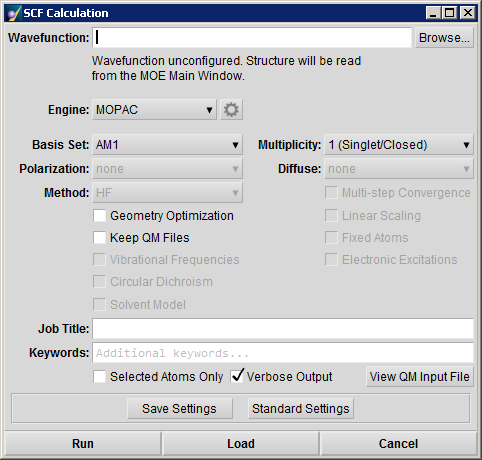 SCF Calculation
Wavefunction: Browse...
Wavefunction unconfigured. Structure will be read
from the MOE Main Window.
Engine: MOPAC
Basis Set: AM1 Multiplicity: 1 (Singlet/Closed)
Polarization: none Diffuse: none
Method: HF Multi-step Convergence
Geometry Optimization Linear Scaling
Keep QM Files Fixed Atoms
Vibrational Frequencies Electronic Excitations
Circular Dichroism
Solvent Model
Job Title:
Keywords: Additional keywords...
Selected Atoms Only Verbose Output View QM Input File
Save Settings Standard Settings
Run Load Cancel